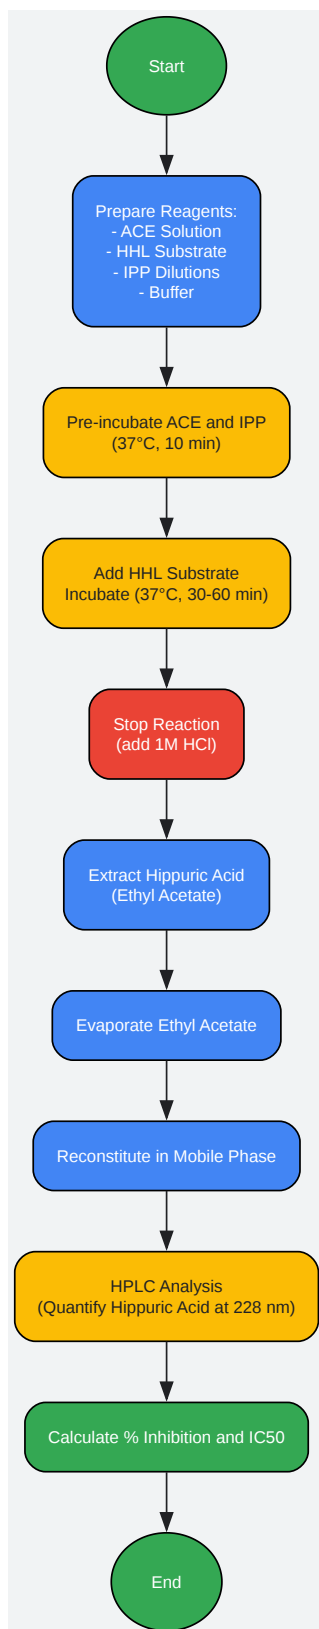 Start
Prepare Reagents:
- ACE Solution
- HHL Substrate
- IPP Dilutions
- Buffer
Pre-incubate ACE and IPP
(37°C, 10 min)
Add HHL Substrate
Incubate (37°C, 30-60 min)
Stop Reaction
(add 1M HCl)
Extract Hippuric Acid
(Ethyl Acetate)
Evaporate Ethyl Acetate
Reconstitute in Mobile Phase
HPLC Analysis
(Quantify Hippuric Acid at 228 nm)
Calculate % Inhibition and IC50
End